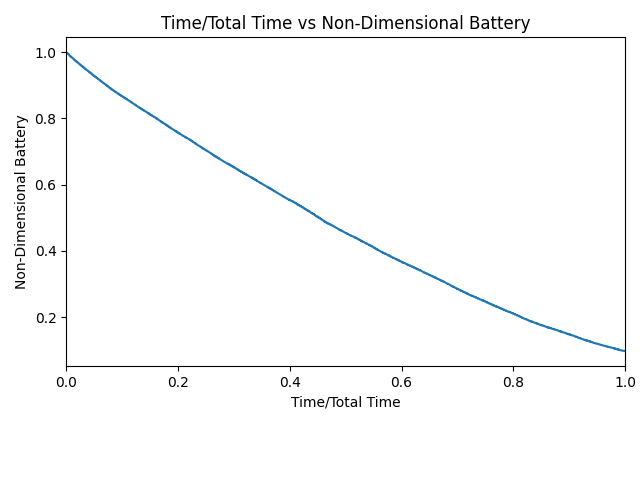 Time/Total Time vs Non-Dimensional Battery
1.0
0.8
0.6
0.4
0.2
Non-Dimensional Battery
0.0 0.2 0.4 0.6 0.8 1.0
Time/Total Time